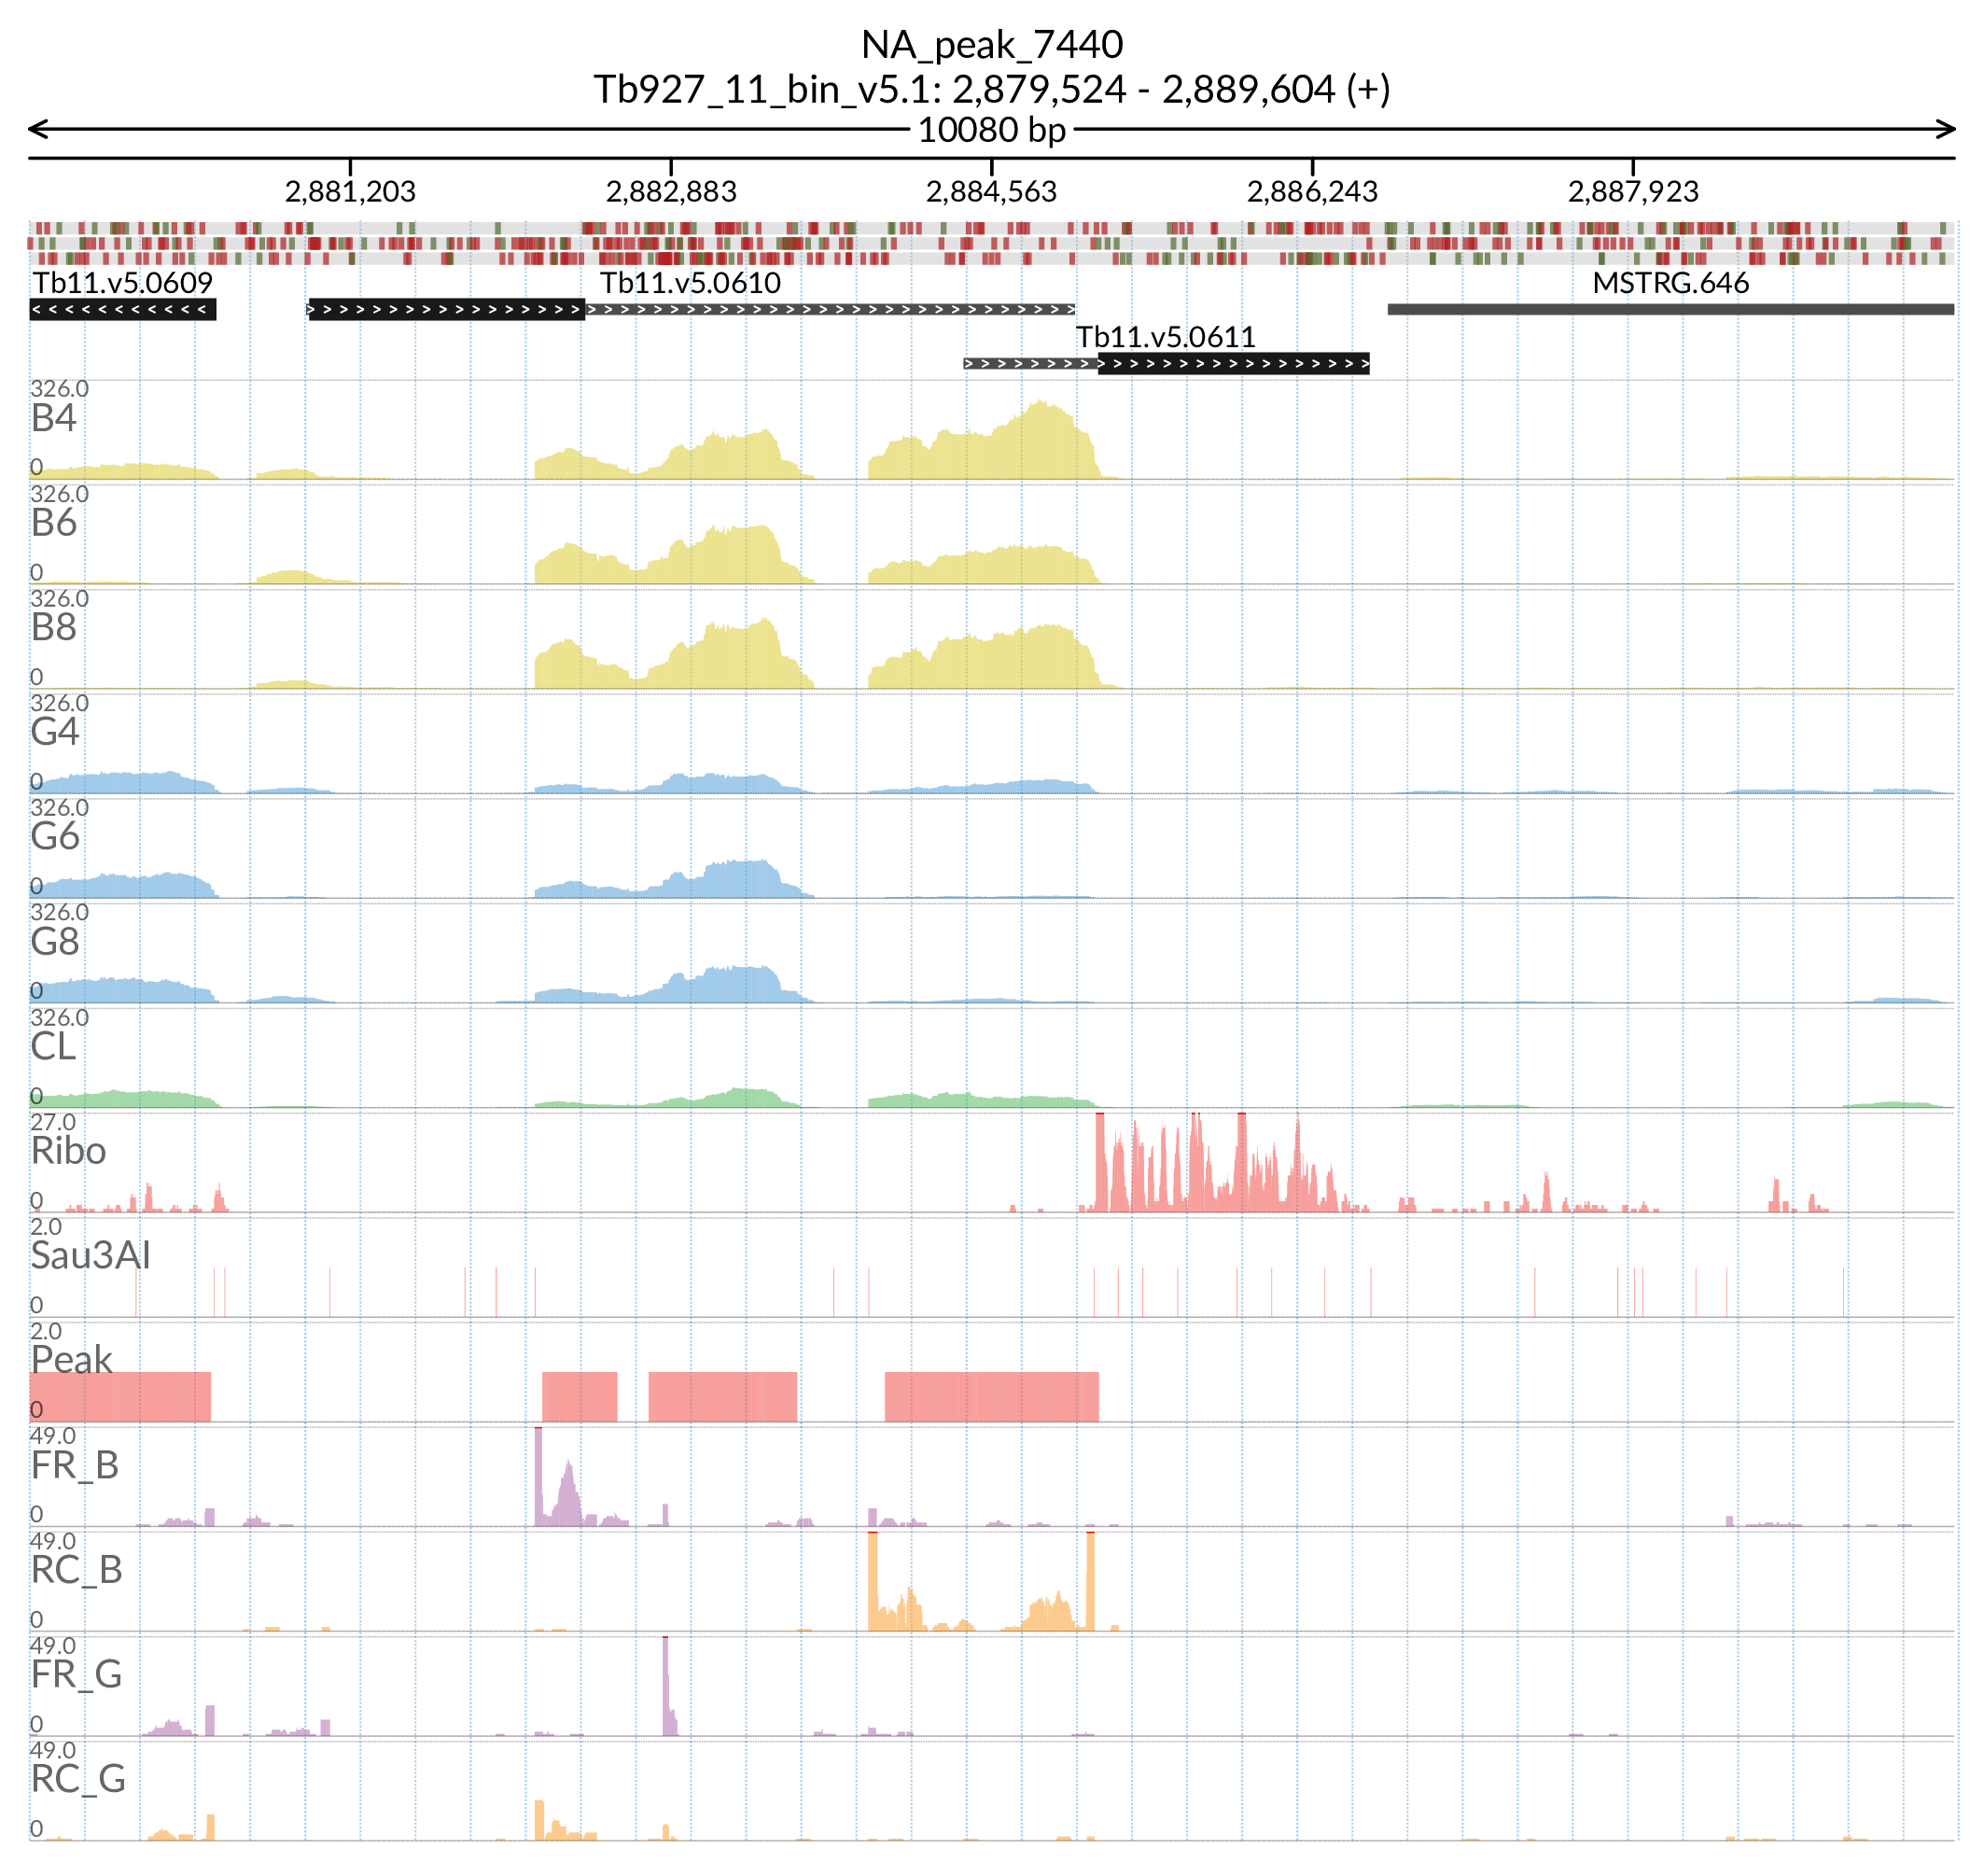 NA_peak_7440
Tb927_11_bin_v5.1: 2,879,524 - 2,889,604 (+)
10080 bp
2,881,203 2,882,883 2,884,563 2,886,243 2,887,923
Tb11.v5.0609 Tb11.v5.0610 MSTRG.646
Tb11.v5.0611
326.0
B4
0
326.0
B6
0
326.0
B8
0
326.0
G4
0
326.0
G6
0
326.0
G8
0
326.0
CL
0
27.0
Ribo
0
2.0
Sau3AI
0
2.0
Peak
0
49.0
FR_B
0
49.0
RC_B
0
49.0
FR_G
0
49.0
RC_G
0